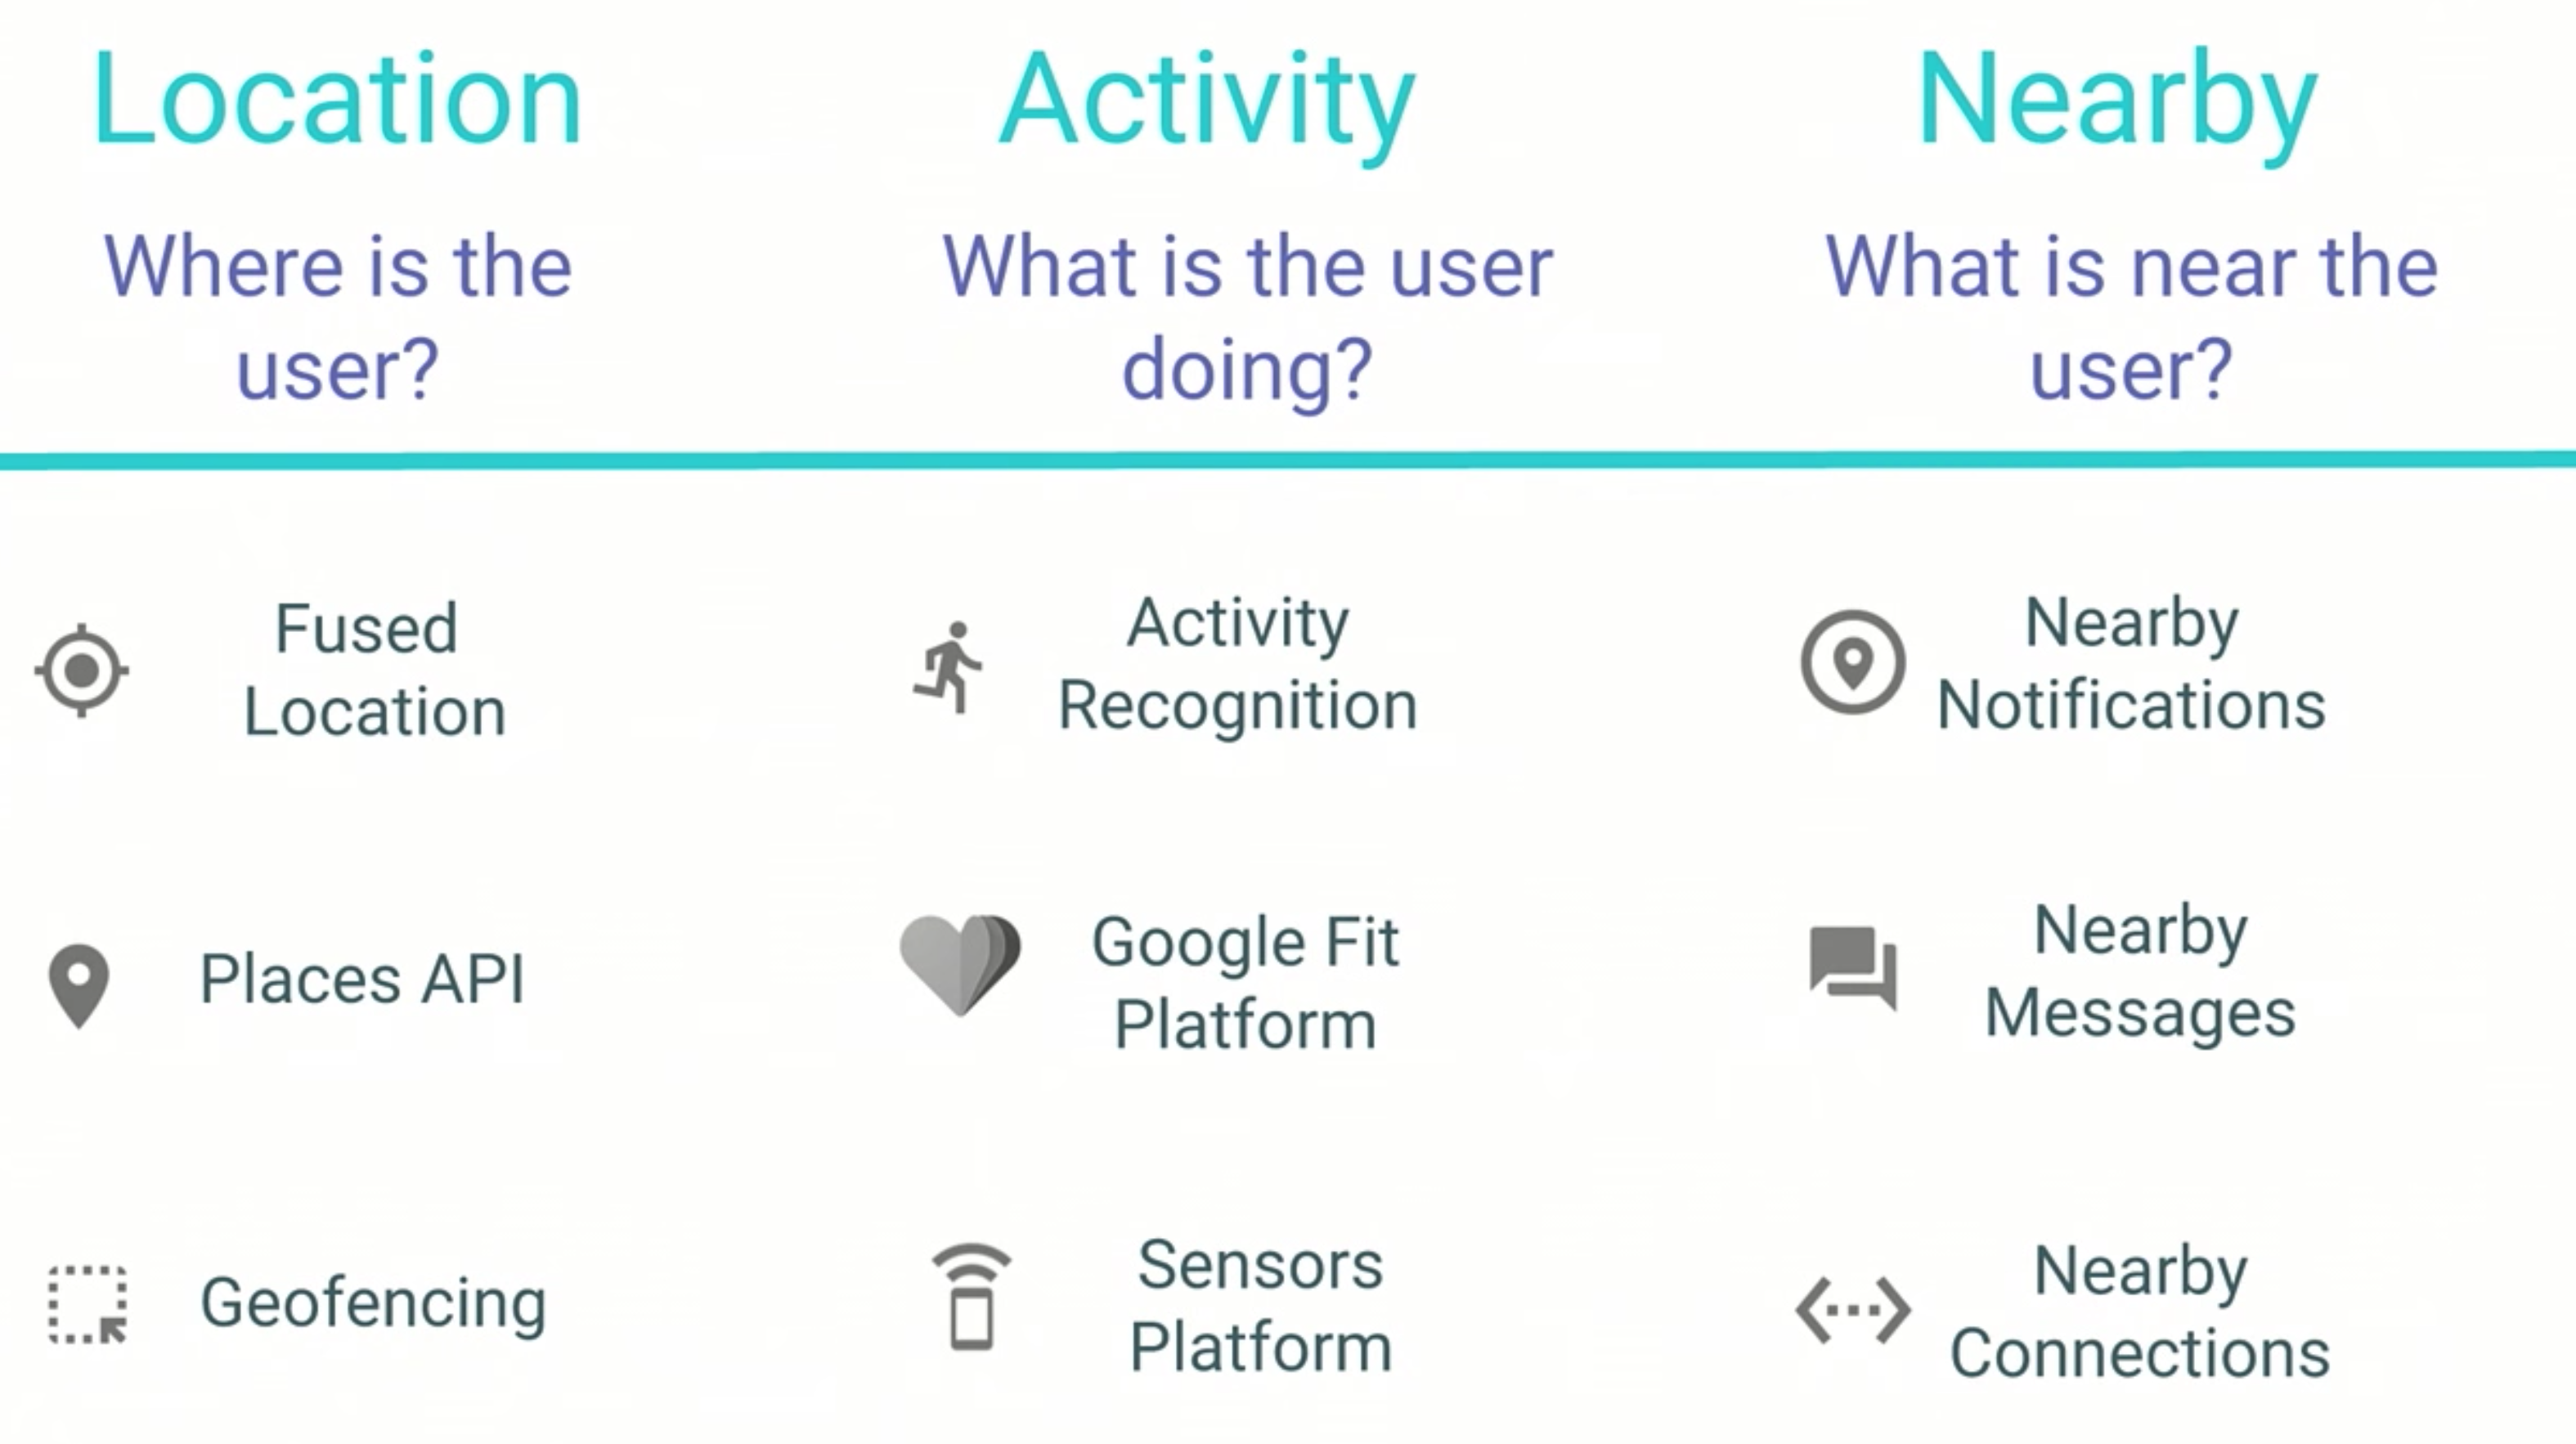 Location
Where is the
user?
Activity
What is the user
doing?
Nearby
What is near the
user?
Fused
Location
Places API
Geofencing
Activity
Recognition
Google Fit
Platform
Sensors
Platform
Nearby
Notifications
Nearby
Messages
Nearby
Connections